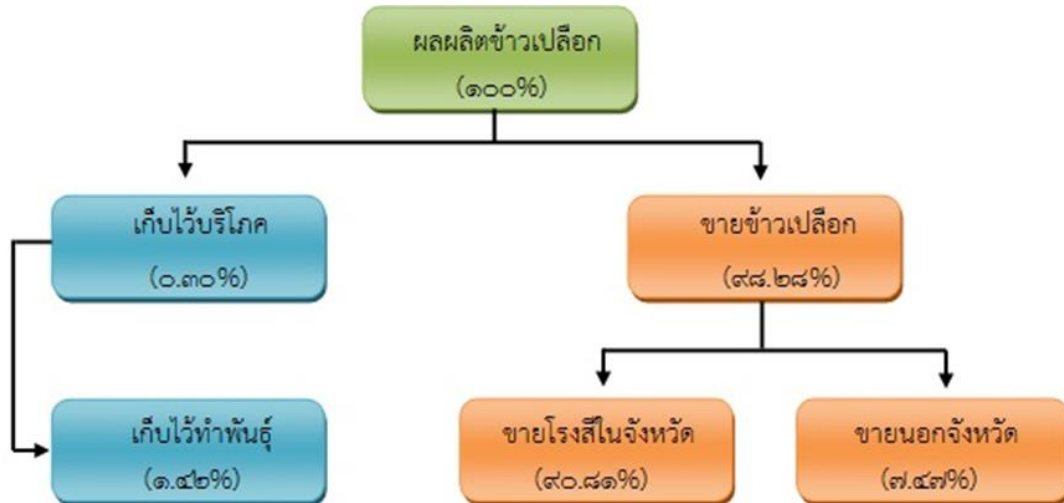 ผลผลิตข้าวเปลือก
(๑๐๐%)
เก็บไว้บริโภค
(๐.๓๐%)
ขายข้าวเปลือก
(๙๘.๒๘%)
เก็บไว้ทำพันธุ์
(๑.๔๒%)
ขายโรงสีในจังหวัด
(๙๐.๘๑%)
ขายนอกจังหวัด
(๗.๔๗%)